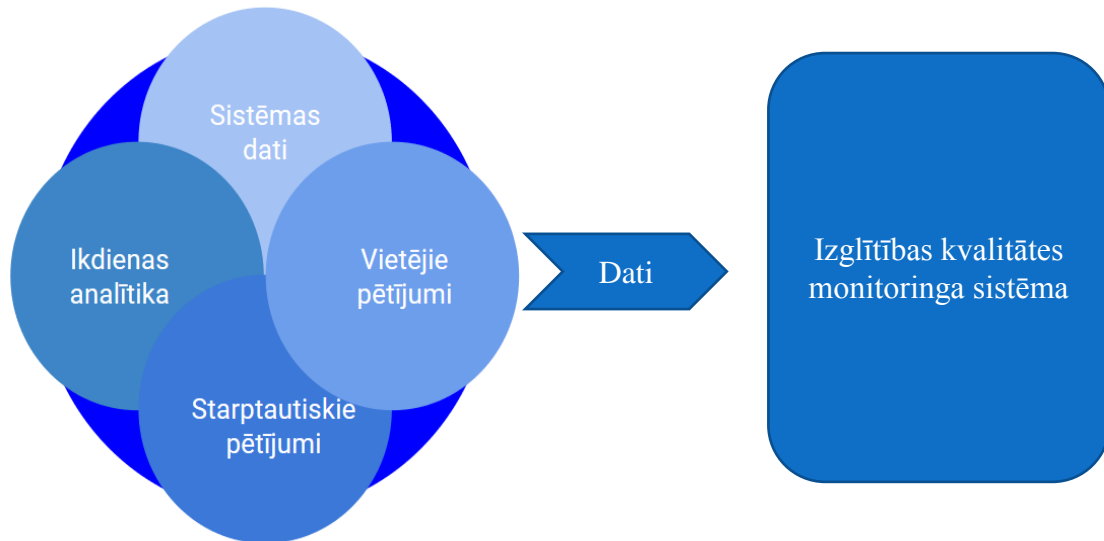 Sistēmas
dati
Ikdienas
analītika
Vietējie
pētījumi
Starptautiskie
pētījumi
Dati
Izglītības kvalitātes
monitoringa sistēma